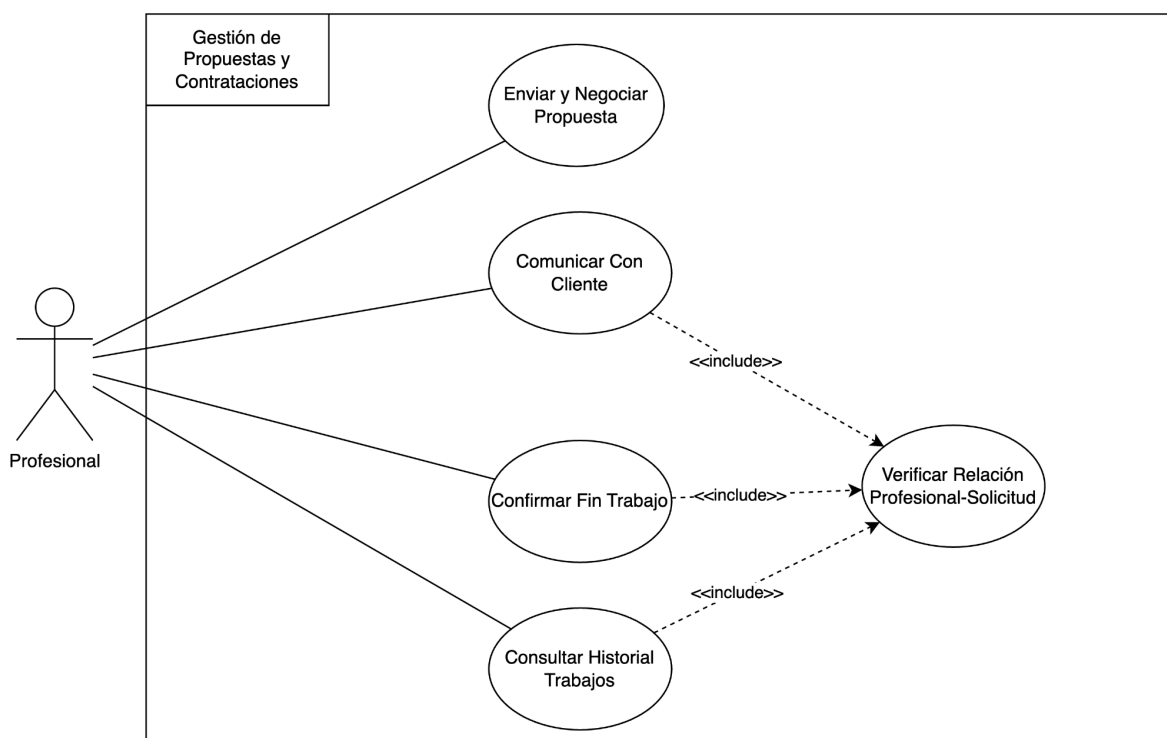 Gestión de
Propuestas y
Contrataciones
Enviar y Negociar
Propuesta
Comunicar Con
Cliente
<<include>>
Profesional
Confirmar Fin Trabajo
<<include>>
Verificar Relación
Profesional-Solicitud
<<include>>
Consultar Historial
Trabajos